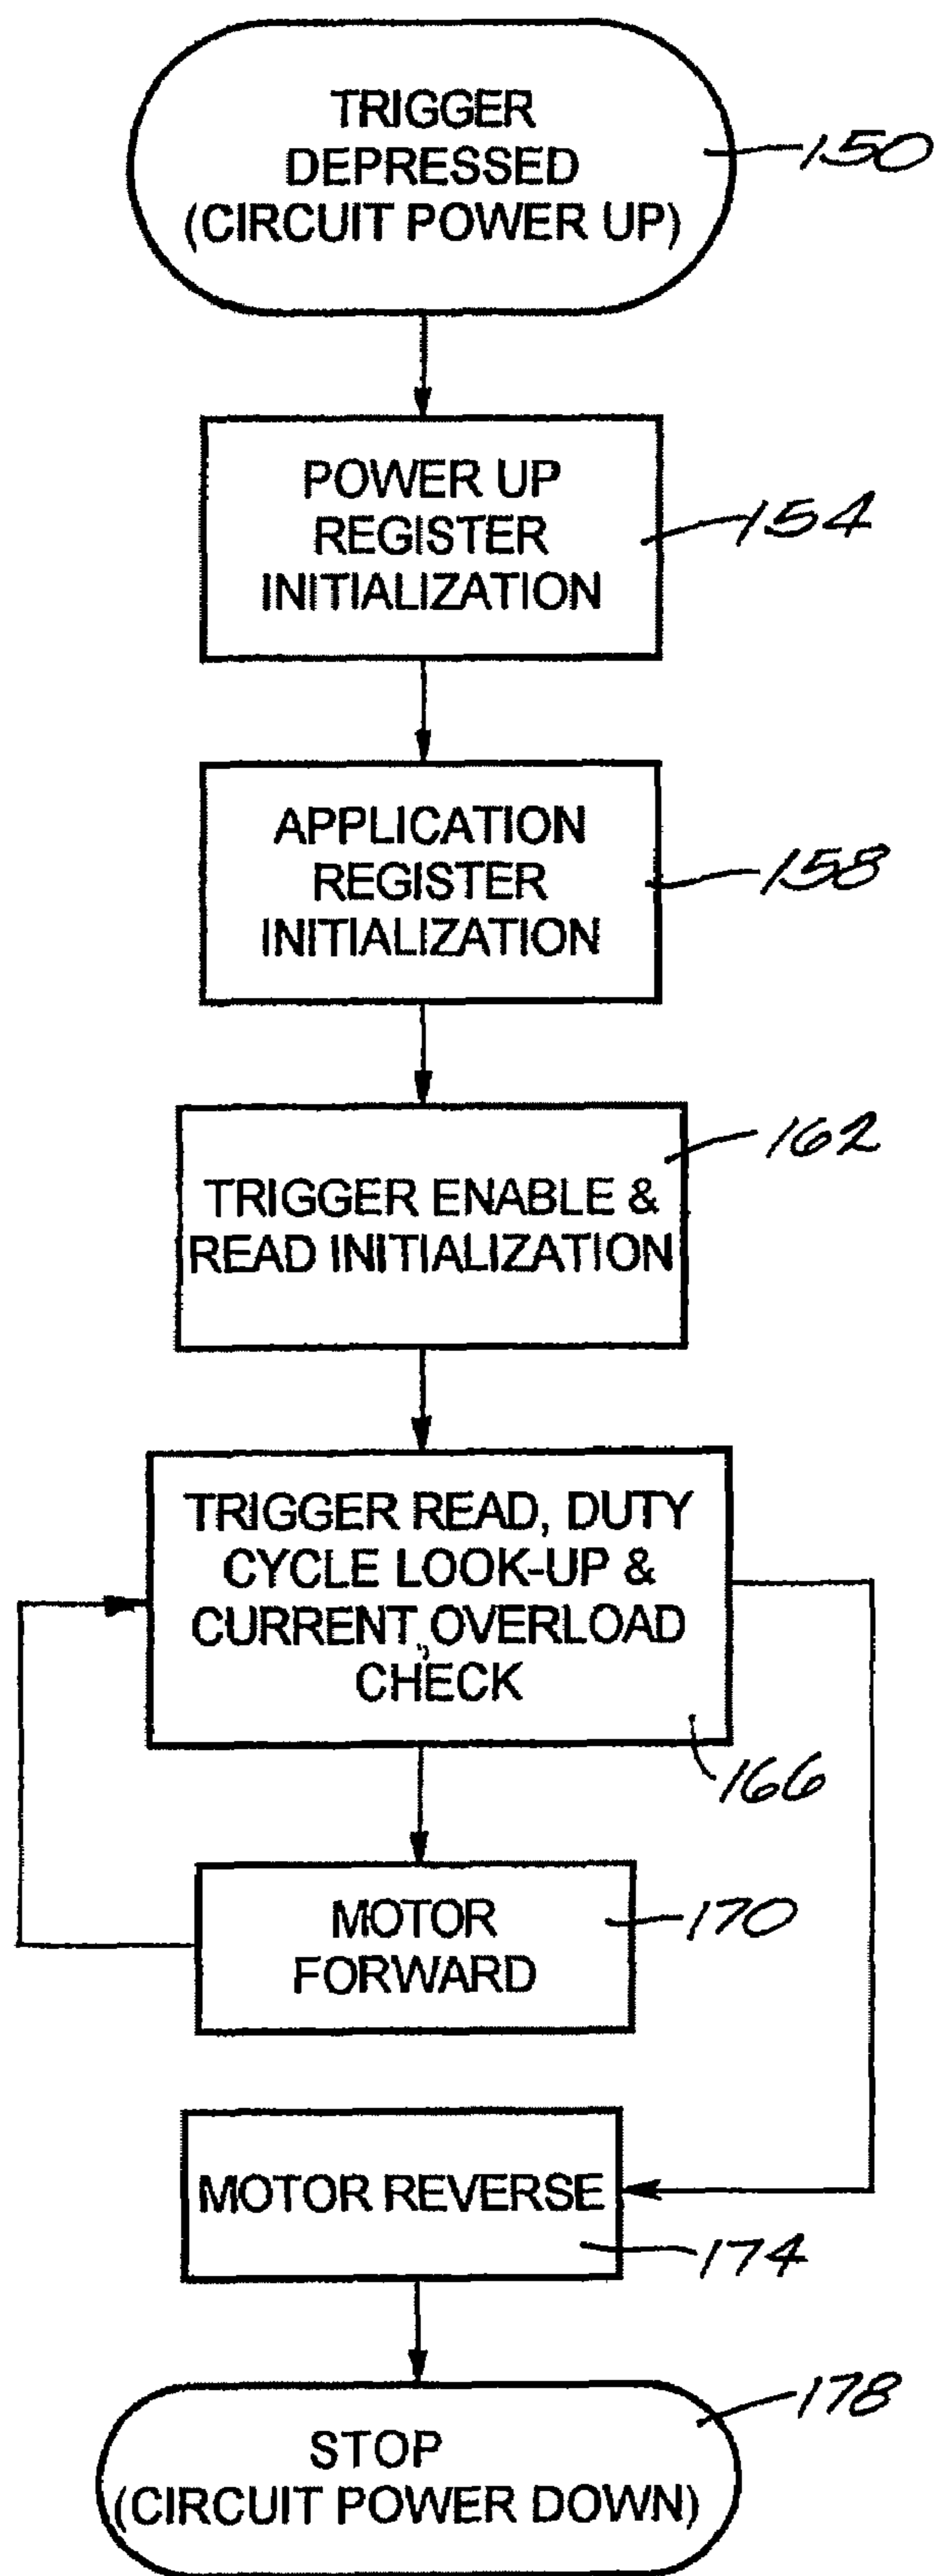 TRIGGER
DEPRESSED
(CIRCUIT POWER UP)
150
POWER UP
REGISTER
INITIALIZATION
154
APPLICATION
REGISTER
INITIALIZATION
158
162
TRIGGER ENABLE &
READ INITIALIZATION
TRIGGER READ, DUTY
CYCLE LOOK-UP &
CURRENT OVERLOAD
CHECK
166
MOTOR
FORWARD
170
MOTOR REVERSE
174
178
STOP
(CIRCUIT POWER DOWN)